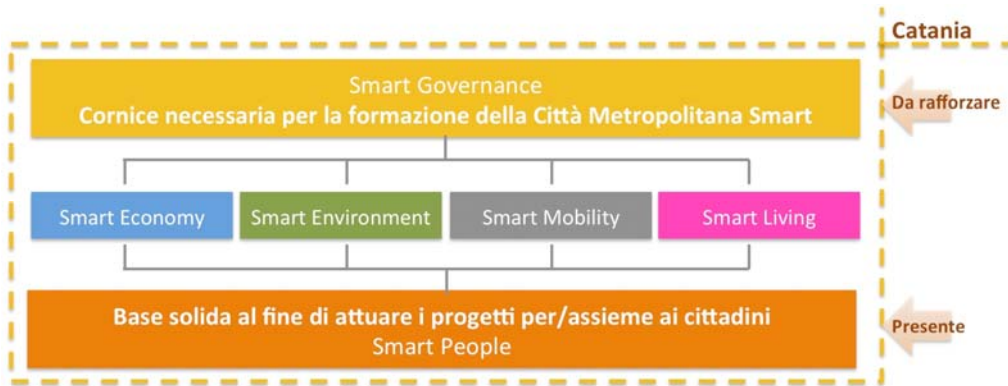 Catania
Smart Governance
Cornice necessaria per la formazione della Città Metropolitana Smart
Da rafforzare
Smart Economy
Smart Environment
Smart Mobility
Smart Living
Base solida al fine di attuare i progetti per/assieme ai cittadini
Smart People
Presente